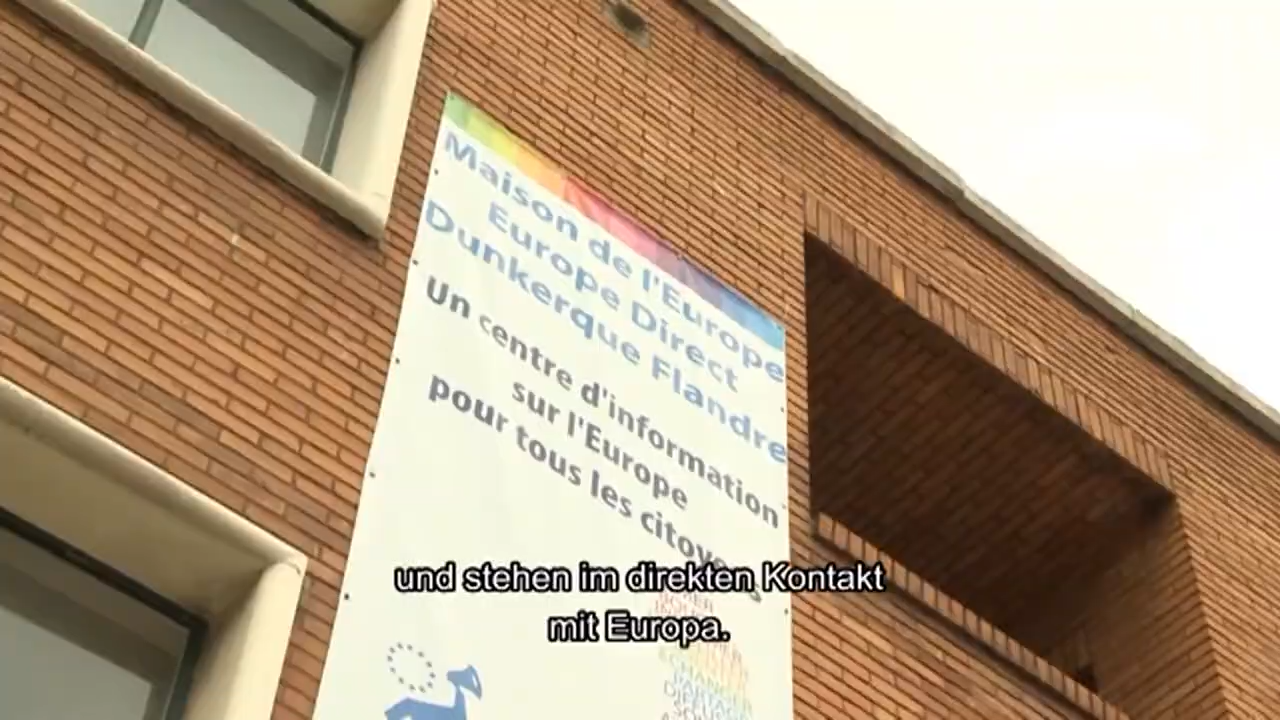 Maison de l'Europe
Europe Direct
Dunkerque Flandre
Un centre d'information
sur l'Europe
pour tous les citoyens
und stehen im direkten Kontakt
mit Europa.